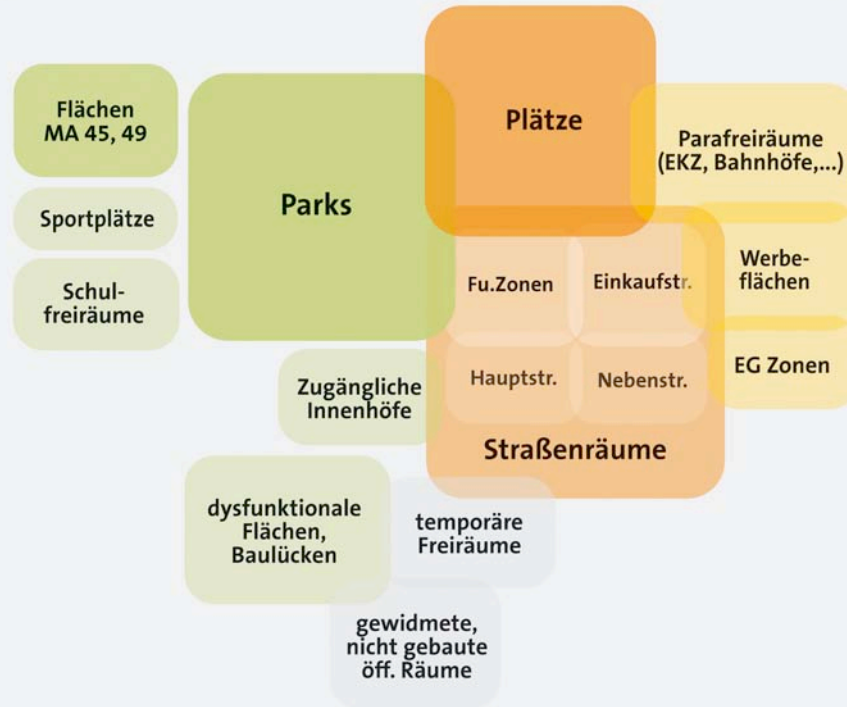 Flächen
MA 45, 49
Sportplätze
Schul-
freiräume
Parks
Plätze
Parafreiräume
(EKZ, Bahnhöfe,...)
Fu.Zonen
Einkaufstr.
Werbe-
flächen
Hauptstr.
Nebenstr.
EG Zonen
Straßenräume
Zugängliche
Innenhöfe
dysfunktionale
Flächen,
Baulücken
temporäre
Freiräume
gewidmete,
nicht gebaute
öff. Räume